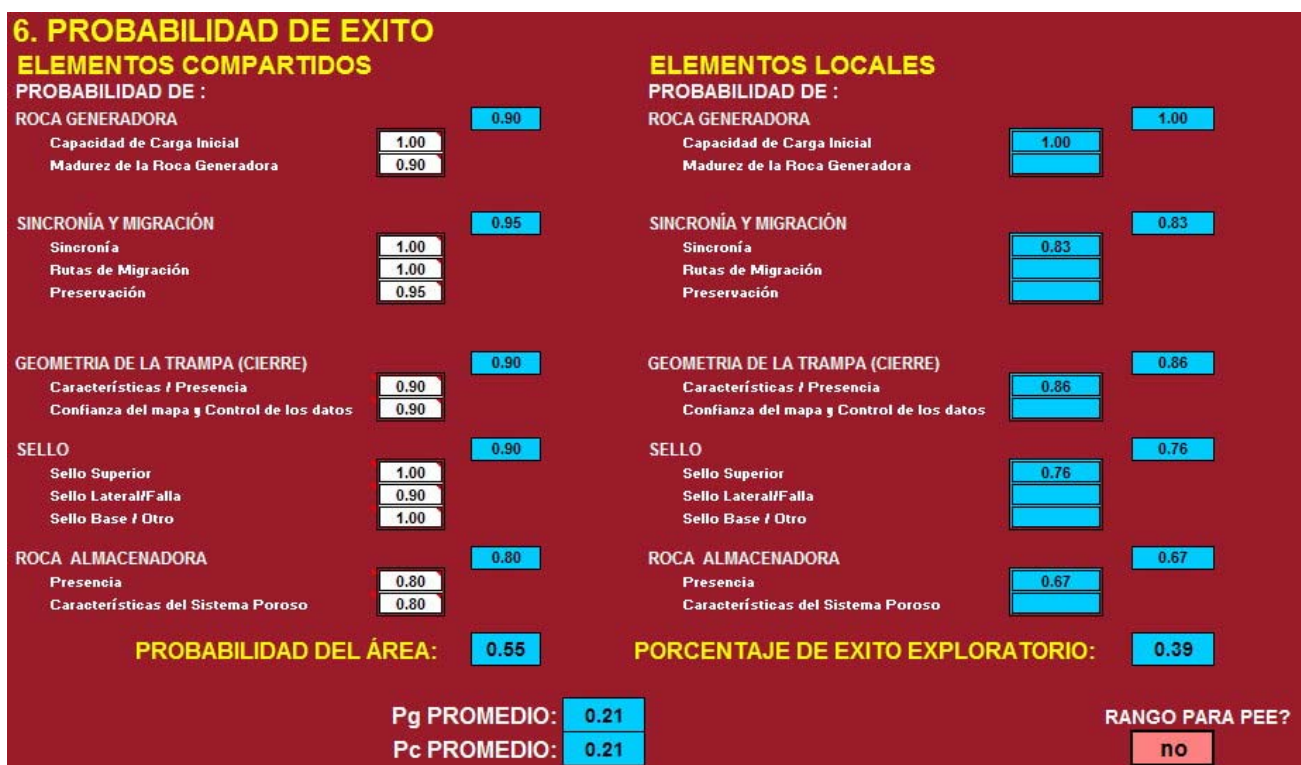 6. PROBABILIDAD DE EXITO
ELEMENTOS COMPARTIDOS
PROBABILIDAD DE :
ROCA GENERADORA 0.90
Capacidad de Carga Inicial 1.00
Madurez de la Roca Generadora 0.90
SINCRONÍA Y MIGRACIÓN 0.95
Sincronía 1.00
Rutas de Migración 1.00
Preservación 0.95
GEOMETRIA DE LA TRAMPA (CIERRE) 0.90
Características / Presencia 0.90
Confianza del mapa y Control de los datos 0.90
SELLO 0.90
Sello Superior 1.00
Sello Lateral/Falla 0.90
Sello Base / Otro 1.00
ROCA ALMACENADORA 0.80
Presencia 0.80
Características del Sistema Poroso 0.80
PROBABILIDAD DEL ÁREA: 0.55
ELEMENTOS LOCALES
PROBABILIDAD DE :
ROCA GENERADORA 1.00
Capacidad de Carga Inicial 1.00
Madurez de la Roca Generadora
SINCRONÍA Y MIGRACIÓN 0.83
Sincronía 0.83
Rutas de Migración
Preservación
GEOMETRIA DE LA TRAMPA (CIERRE) 0.86
Características / Presencia 0.86
Confianza del mapa y Control de los datos
SELLO 0.76
Sello Superior 0.76
Sello Lateral/Falla
Sello Base / Otro
ROCA ALMACENADORA 0.67
Presencia 0.67
Características del Sistema Poroso
PORCENTAJE DE EXITO EXPLORATORIO: 0.39
Pg PROMEDIO: 0.21
Pc PROMEDIO: 0.21
RANGO PARA PEE?
no